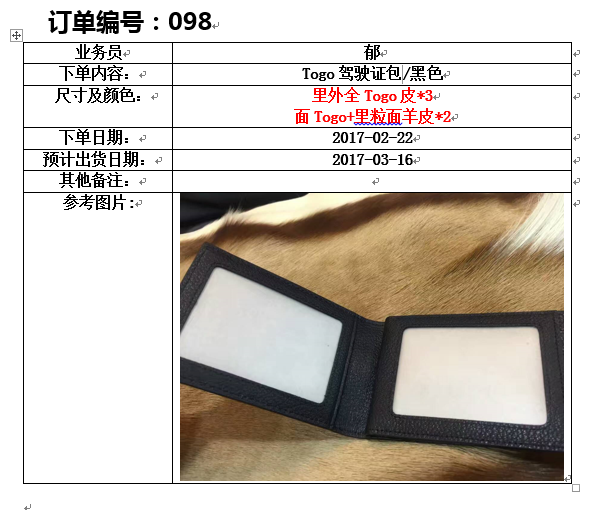 订单编号：098
业务员 郁
下单内容： Togo 驾驶证包/黑色
尺寸及颜色： 里外全 Togo 皮*3
面 Togo+里粒面羊皮*2
下单日期： 2017-02-22
预计出货日期： 2017-03-16
其他备注：
参考图片: